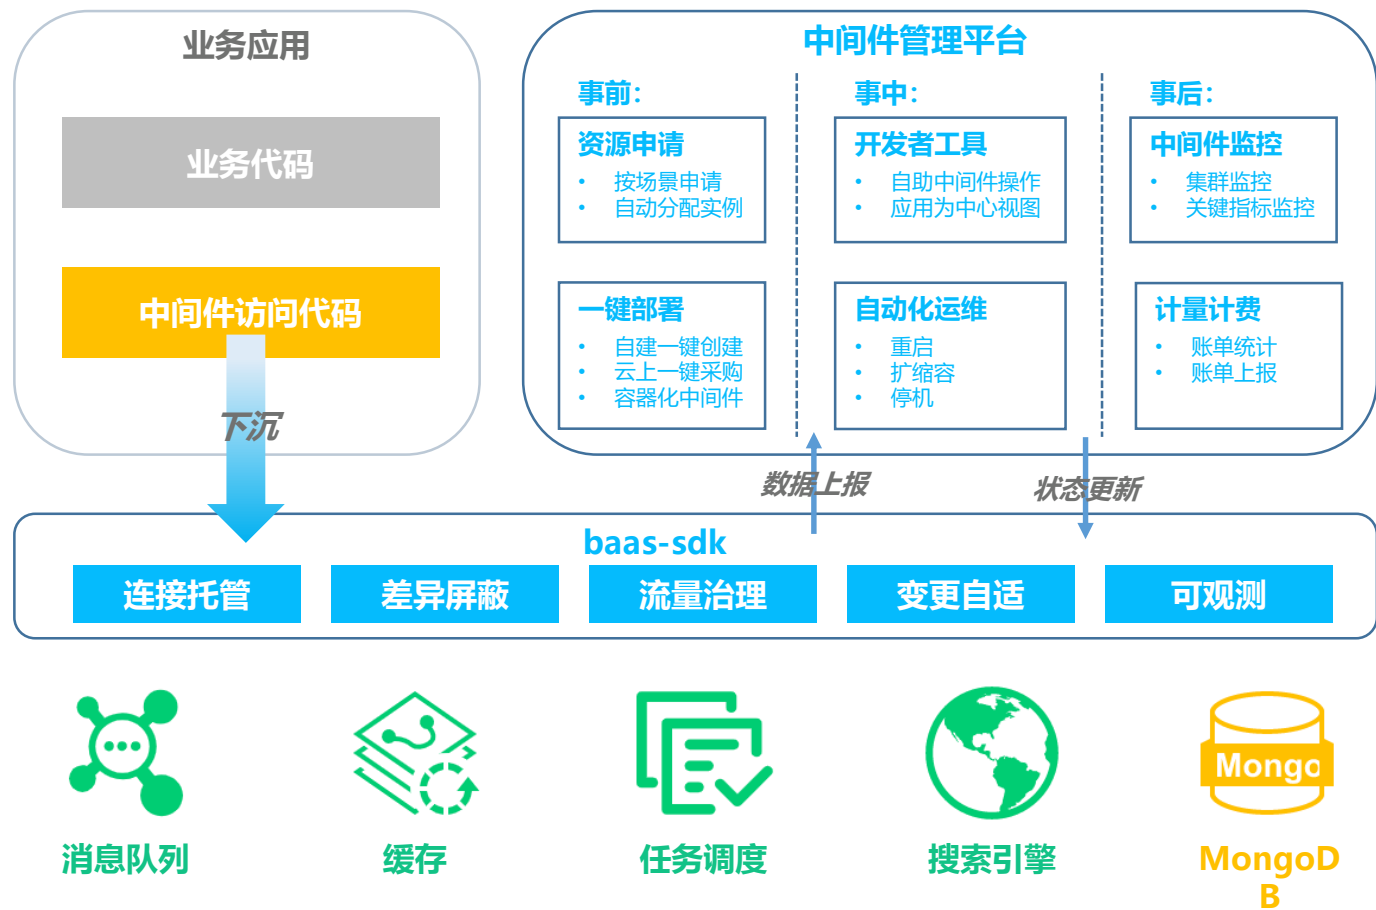 业务应用
业务代码
中间件访问代码
下沉
中间件管理平台
事前：
资源申请
• 按场景申请
• 自动分配实例
一键部署
• 自建一键创建
• 云上一键采购
• 容器化中间件
事中：
开发者工具
• 自助中间件操作
• 应用为中心视图
自动化运维
• 重启
• 扩缩容
• 停机
事后：
中间件监控
• 集群监控
• 关键指标监控
计量计费
• 账单统计
• 账单上报
数据上报
状态更新
baas-sdk
连接托管
差异屏蔽
流量治理
变更自适
可观测
Mongo
消息队列
缓存
任务调度
搜索引擎
MongoD
B